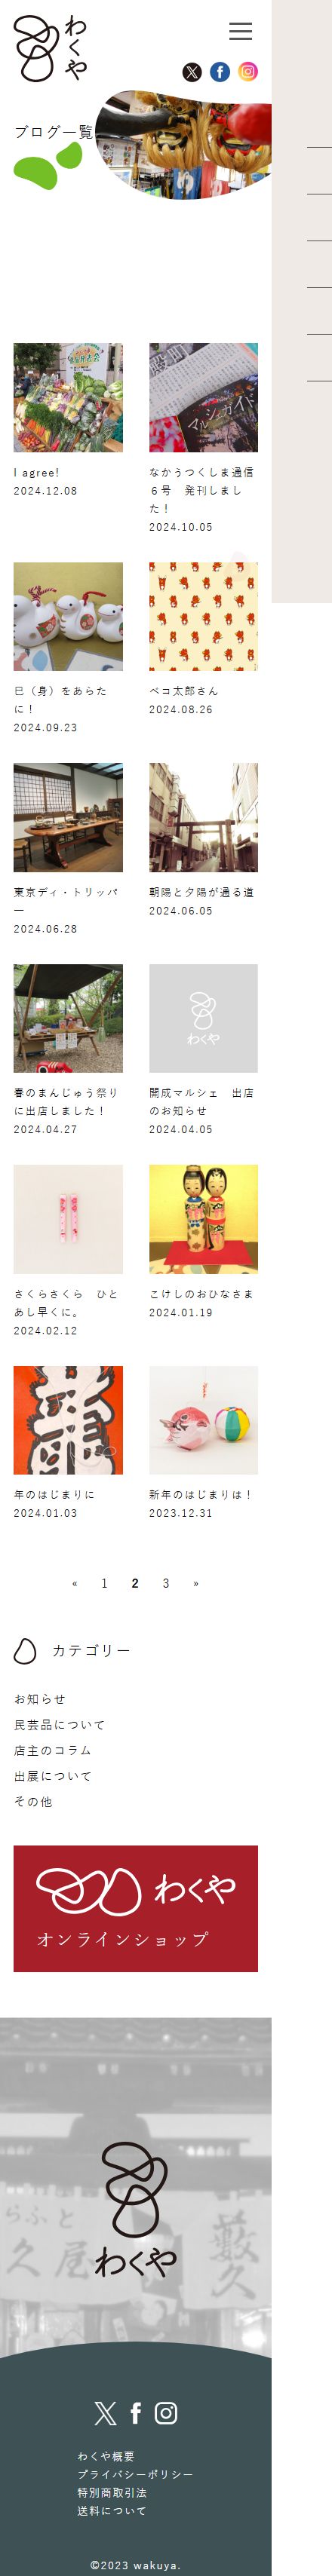 わくや
ブログ一覧
マルシェガイド
I agree!
2024.12.08
なかうつくしま通信
６号　発刊しまし
た！
2024.10.05
巳（身）をあらた
に！
2024.09.23
ベコ太郎さん
2024.08.26
東京ディ・トリッパ
ー
2024.06.28
朝陽と夕陽が通る道
2024.06.05
わくや
春のまんじゅう祭り
に出店しました！
2024.04.27
開成マルシェ　出店
のお知らせ
2024.04.05
さくらさくら　ひと
あし早くに。
2024.02.12
こけしのおひなさま
2024.01.19
年のはじまりに
2024.01.03
新年のはじまりは！
2023.12.31
« 1 2 3 »
カテゴリー
お知らせ
民芸品について
店主のコラム
出展について
その他
わくや
オンラインショップ
わくや
わくや概要
プライバシーポリシー
特別商取引法
送料について
©2023 wakuya.